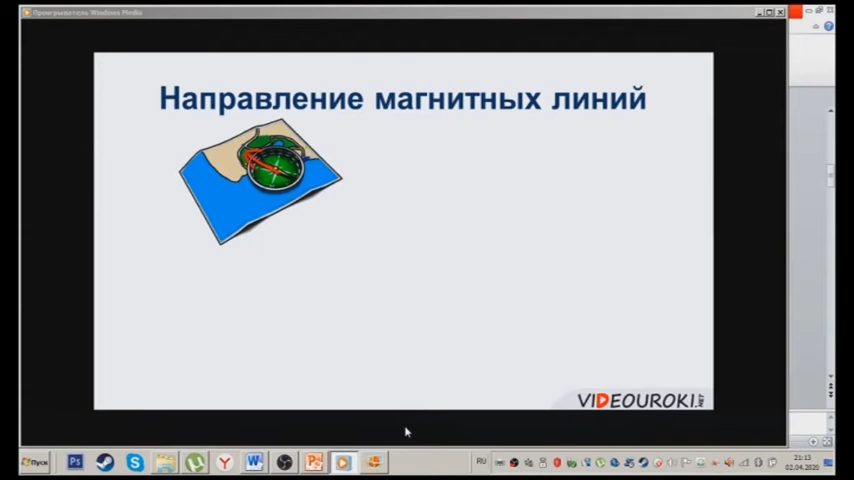 Проигрыватель Windows Media
Направление магнитных линий
VIDEOUROKI.NET
Пуск
RU
21:13
02.04.2020